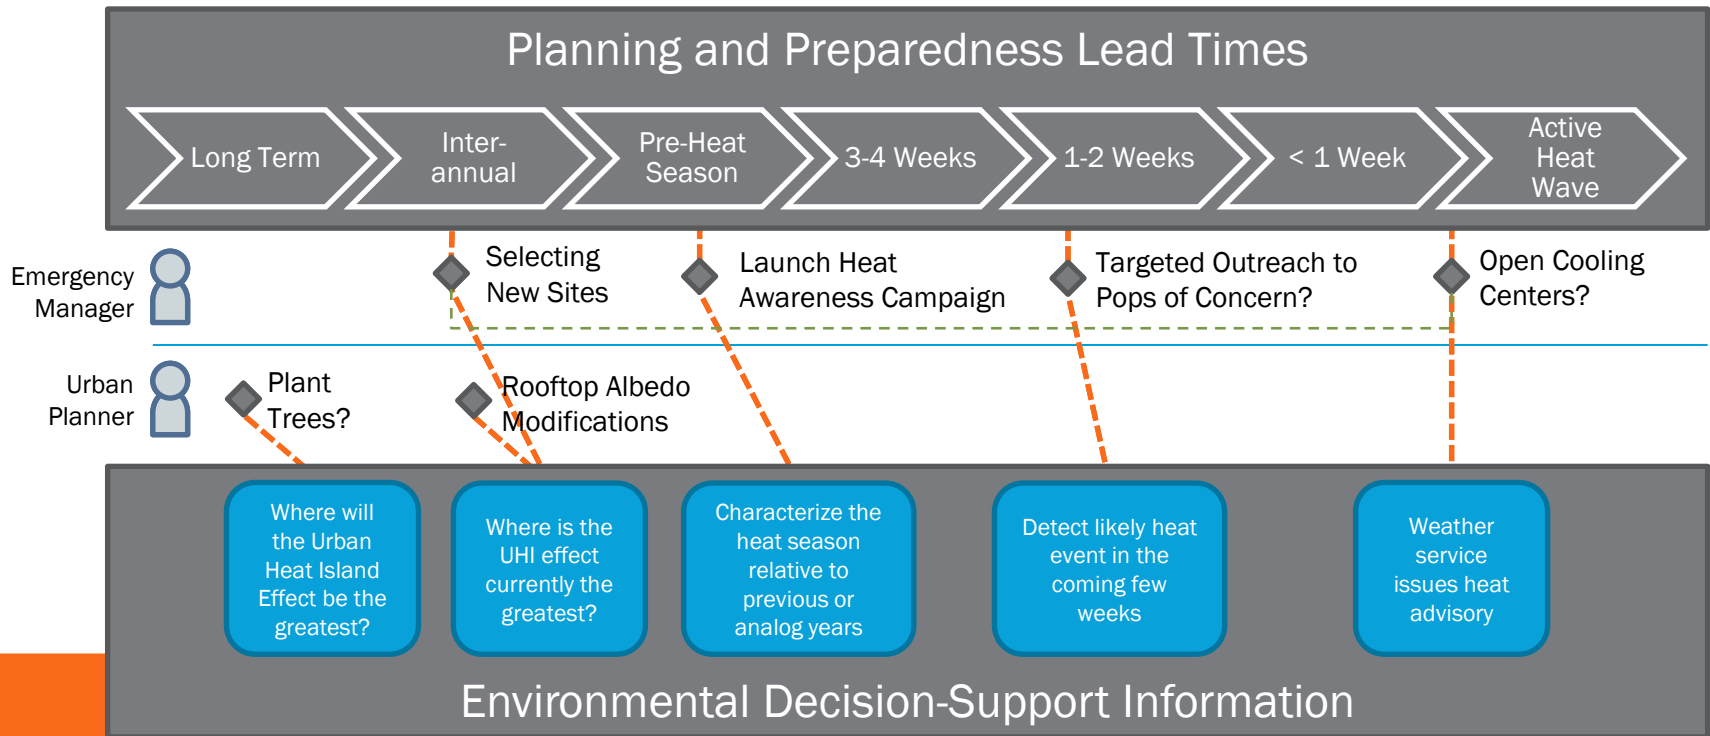 Planning and Preparedness Lead Times
Long Term
Inter-
annual
Pre-Heat
Season
3-4 Weeks
1-2 Weeks
< 1 Week
Active
Heat
Wave
Emergency
Manager
Selecting
New Sites
Launch Heat
Awareness Campaign
Targeted Outreach to
Pops of Concern?
Open Cooling
Centers?
Urban
Planner
Plant
Trees?
Rooftop Albedo
Modifications
Where will
the Urban
Heat Island
Effect be the
greatest?
Where is the
UHI effect
currently the
greatest?
Characterize the
heat season
relative to
previous or
analog years
Detect likely heat
event in the
coming few
weeks
Weather
service
issues heat
advisory
Environmental Decision-Support Information